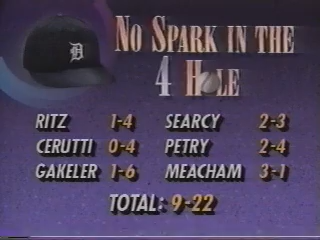 NO SPARK IN THE
4 HOLE
RITZ 1-4 SEARCY 2-3
CERUTTI 0-4 PETRY 2-4
GAKELER 1-6 MEACHAM 3-1
TOTAL: 9-22